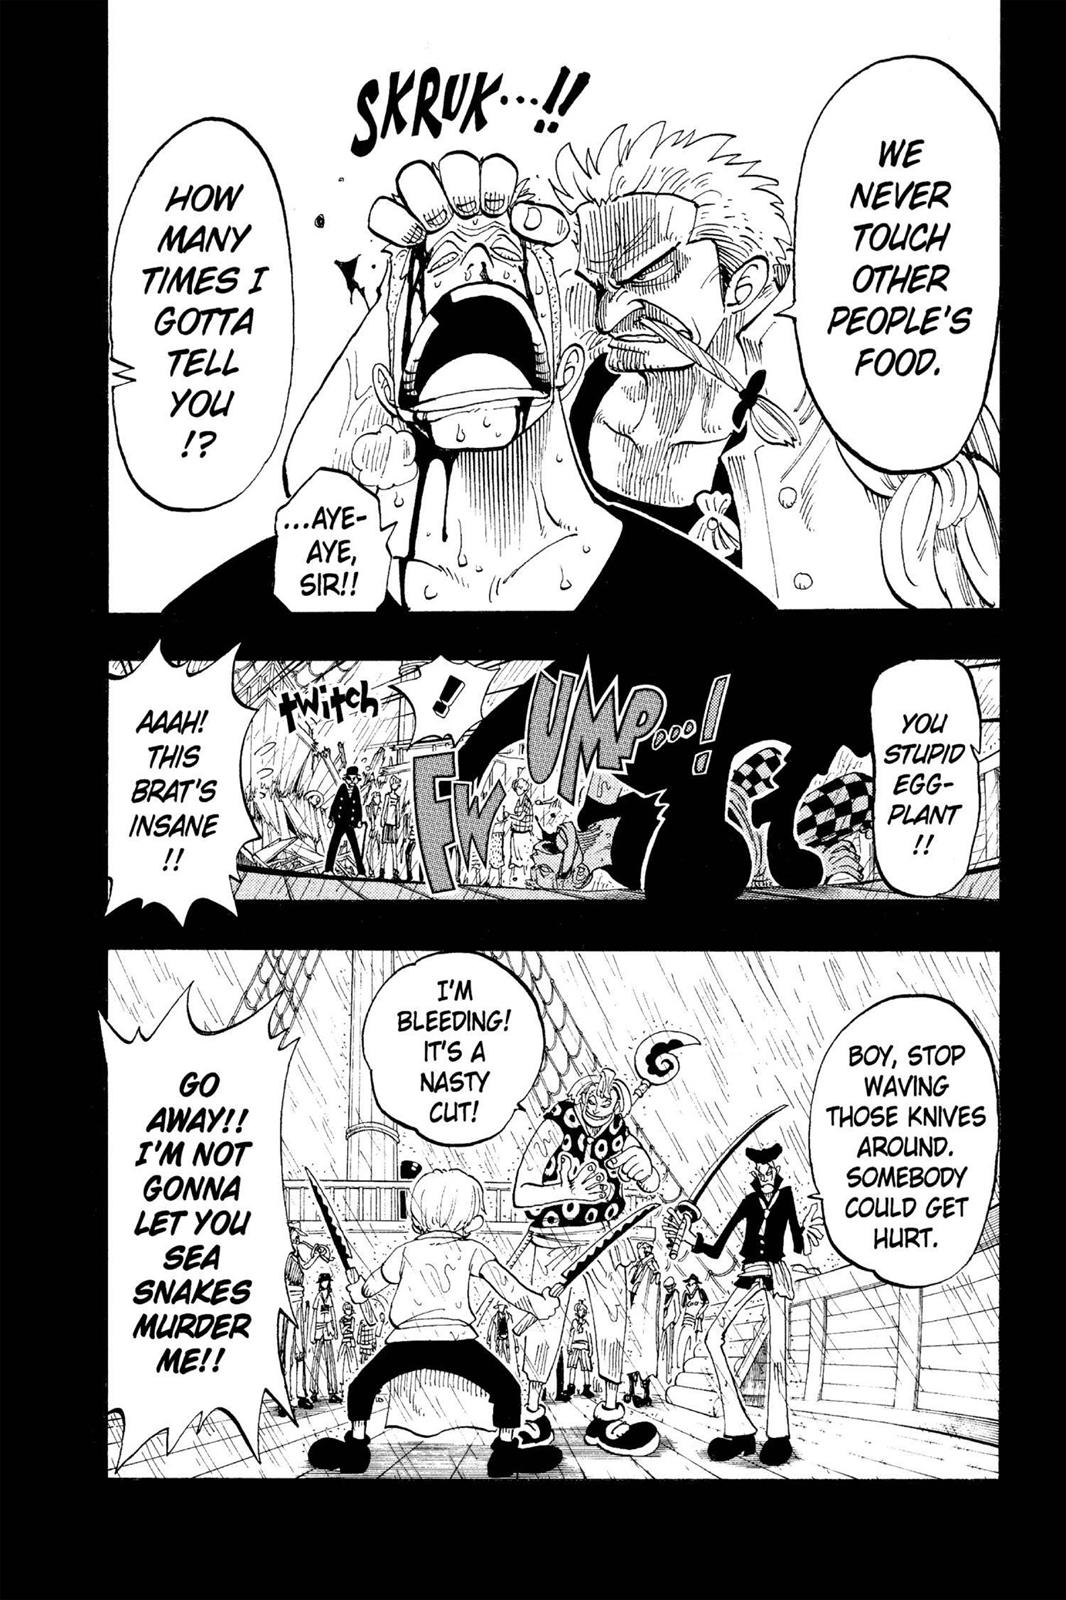 SKRUK...!!
WE
NEVER
TOUCH
OTHER
PEOPLE'S
FOOD.
HOW
MANY
TIMES I
GOTTA
TELL
YOU
!?
...AYE-
AYE,
SIR!!
YOU
STUPID
EGG-
PLANT
!!
FWUMP...!
!
twitch
AAAH!
THIS
BRAT'S
INSANE
!!
BOY, STOP
WAVING
THOSE KNIVES
AROUND.
SOMEBODY
COULD GET
HURT.
I'M
BLEEDING!
IT'S A
NASTY
CUT!
GO
AWAY!!
I'M NOT
GONNA
LET YOU
SEA
SNAKES
MURDER
ME!!